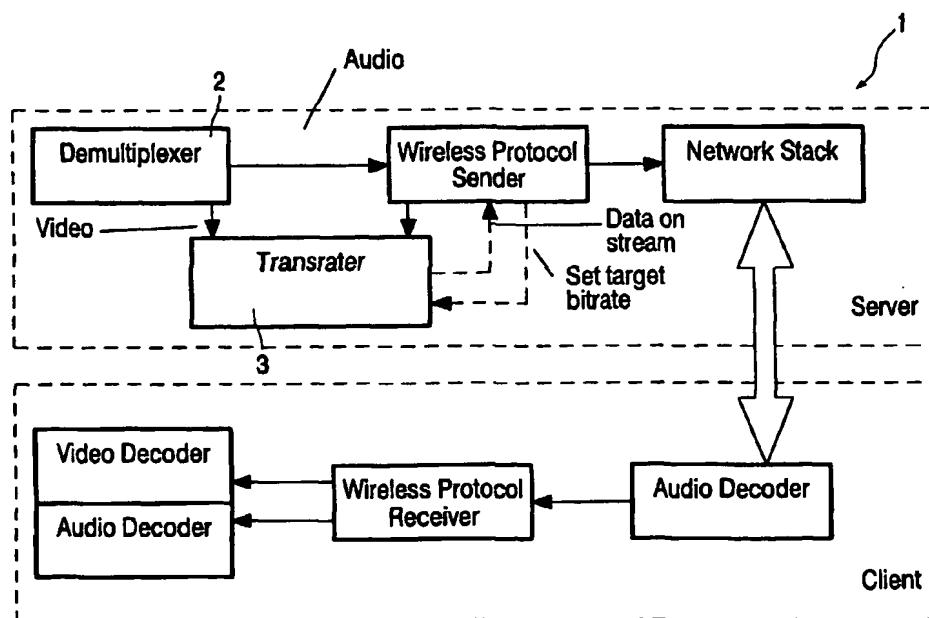 1
Audio
2
Demultiplexer
Wireless Protocol
Sender
Network Stack
Video
Data on
stream
Transrater
Set target
bitrate
3
Server
Video Decoder
Audio Decoder
Wireless Protocol
Receiver
Audio Decoder
Client